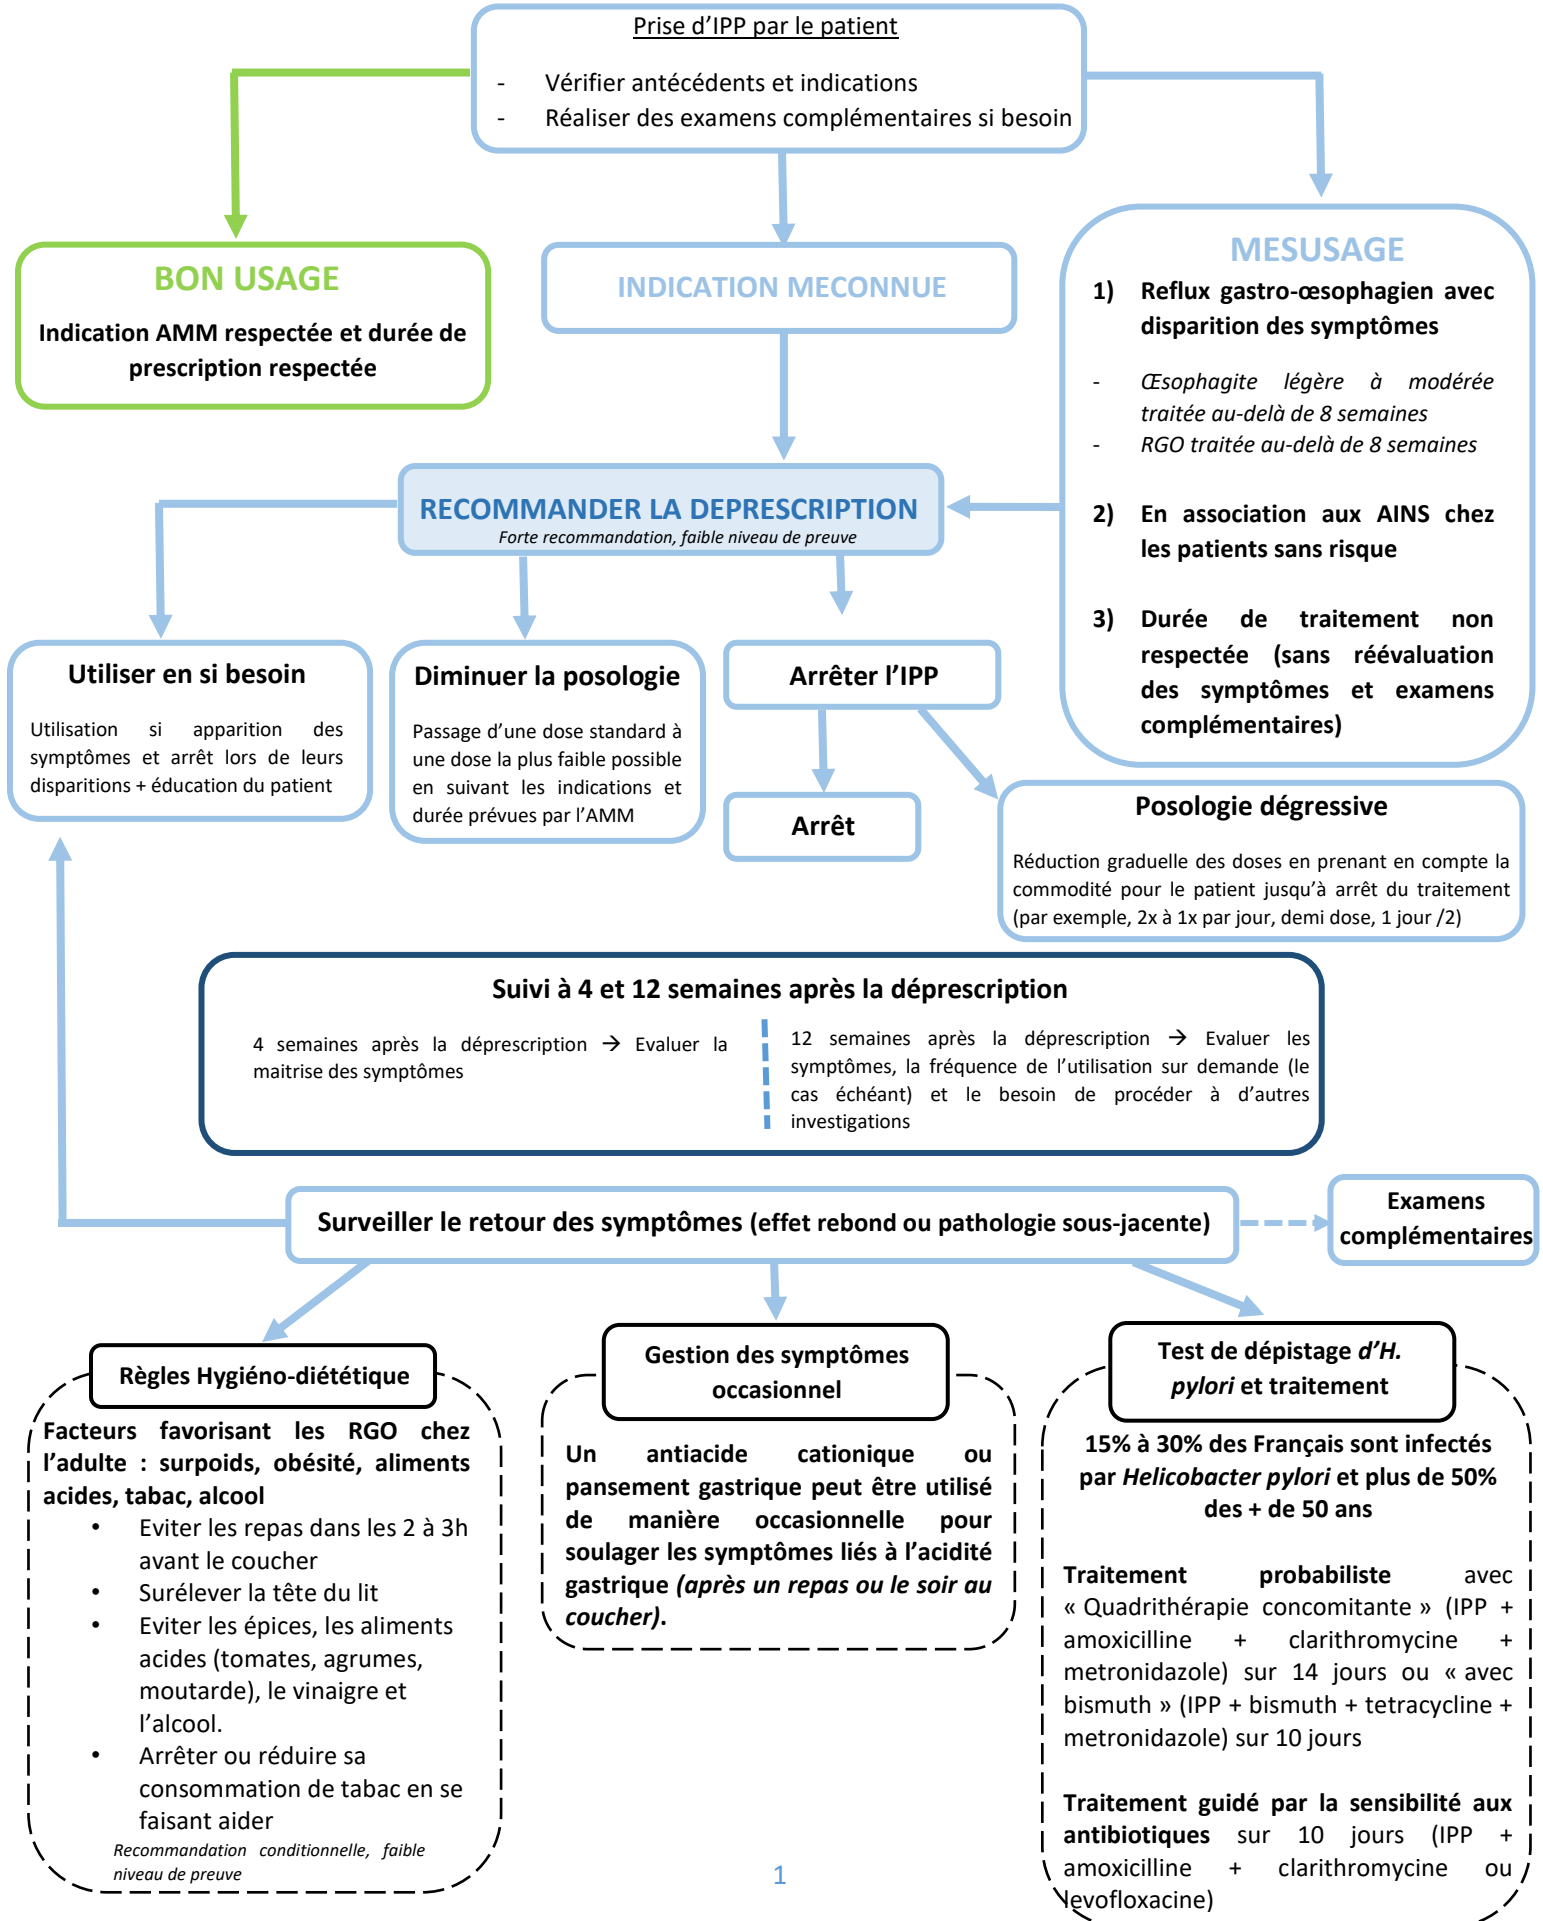 Prise d’IPP par le patient
- Vérifier antécédents et indications
- Réaliser des examens complémentaires si besoin
BON USAGE
Indication AMM respectée et durée de
prescription respectée
INDICATION MECONNUE
MESUSAGE
1) Reflux gastro-œsophagien avec
disparition des symptômes
- Œsophagite légère à modérée
traitée au-delà de 8 semaines
- RGO traitée au-delà de 8 semaines
2) En association aux AINS chez
les patients sans risque
3) Durée de traitement non
respectée (sans réévaluation
des symptômes et examens
complémentaires)
RECOMMANDER LA DEPRESCRIPTION
Forte recommandation, faible niveau de preuve
Utiliser en si besoin
Utilisation si apparition des
symptômes et arrêt lors de leurs
disparitions + éducation du patient
Diminuer la posologie
Passage d’une dose standard à
une dose la plus faible possible
en suivant les indications et
durée prévues par l’AMM
Arrêter l’IPP
Arrêt
Posologie dégressive
Réduction graduelle des doses en prenant en compte la
commodité pour le patient jusqu’à arrêt du traitement
(par exemple, 2x à 1x par jour, demi dose, 1 jour /2)
Suivi à 4 et 12 semaines après la déprescription
4 semaines après la déprescription → Evaluer la
maitrise des symptômes
12 semaines après la déprescription → Evaluer les
symptômes, la fréquence de l’utilisation sur demande (le
cas échéant) et le besoin de procéder à d’autres
investigations
Surveiller le retour des symptômes (effet rebond ou pathologie sous-jacente)
Examens
complémentaires
Règles Hygiéno-diététique
Facteurs favorisant les RGO chez
l’adulte : surpoids, obésité, aliments
acides, tabac, alcool
• Eviter les repas dans les 2 à 3h
avant le coucher
• Surélever la tête du lit
• Eviter les épices, les aliments
acides (tomates, agrumes,
moutarde), le vinaigre et
l’alcool.
• Arrêter ou réduire sa
consommation de tabac en se
faisant aider
Recommandation conditionnelle, faible
niveau de preuve
Gestion des symptômes
occasionnel
Un antiacide cationique ou
pansement gastrique peut être utilisé
de manière occasionnelle pour
soulager les symptômes liés à l’acidité
gastrique (après un repas ou le soir au
coucher).
Test de dépistage d’H.
pylori et traitement
15% à 30% des Français sont infectés
par Helicobacter pylori et plus de 50%
des + de 50 ans
Traitement probabiliste avec
« Quadrithérapie concomitante » (IPP +
amoxicilline + clarithromycine +
metronidazole) sur 14 jours ou « avec
bismuth » (IPP + bismuth + tetracycline +
metronidazole) sur 10 jours
Traitement guidé par la sensibilité aux
antibiotiques sur 10 jours (IPP +
amoxicilline + clarithromycine ou
levofloxacine)
1